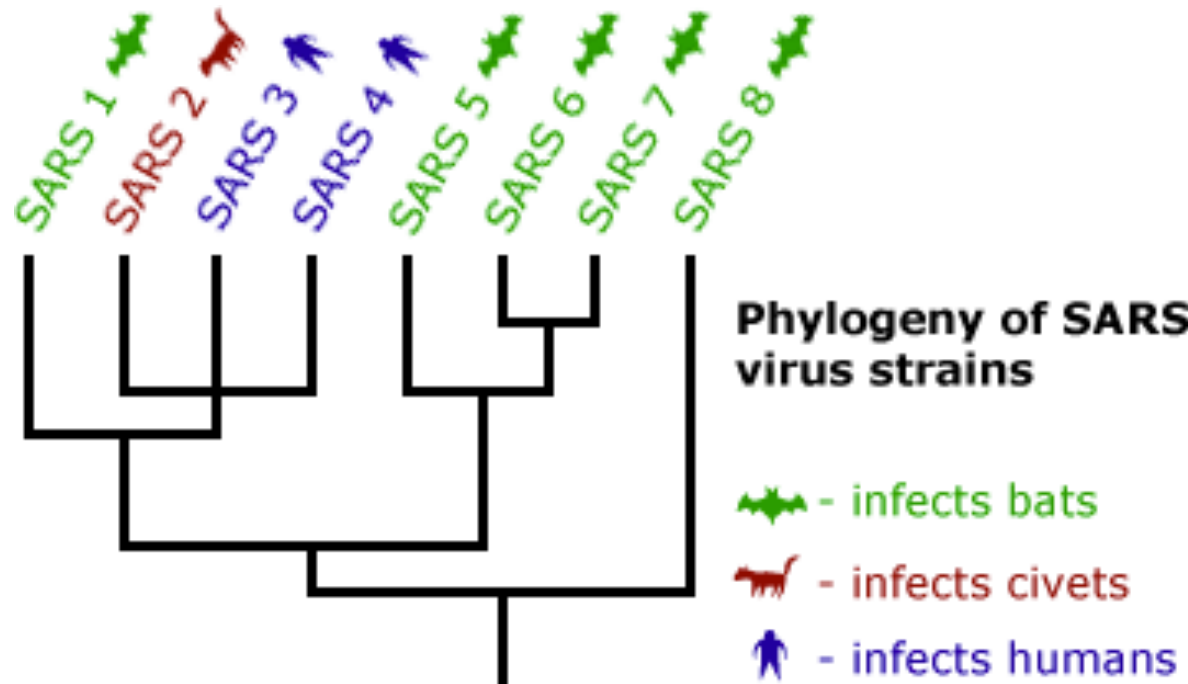 SARS 1
SARS 2
SARS 3
SARS 4
SARS 5
SARS 6
SARS 7
SARS 8
Phylogeny of SARS
virus strains
- infects bats
- infects civets
- infects humans